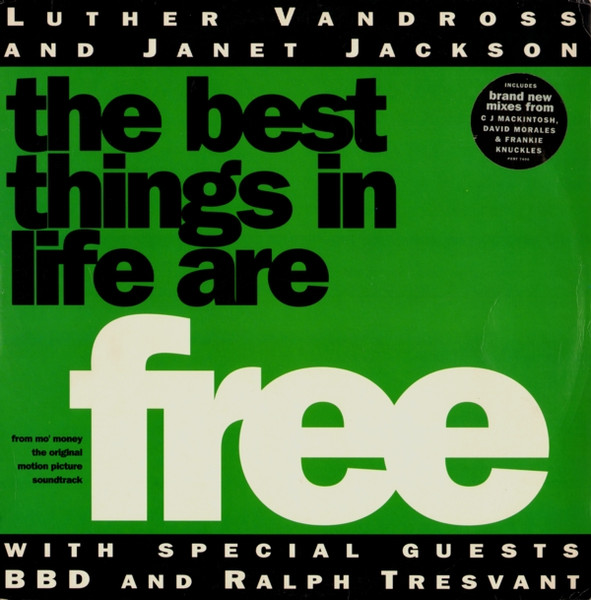 LUTHER VANDROSS
AND JANET JACKSON
the best
things in
life are
free
INCLUDES
brand new
mixes from
C J MACKINTOSH,
DAVID MORALES
& FRANKIE
KNUCKLES
from mo' money
the original
motion picture
soundtrack
WITH SPECIAL GUESTS
BBD AND RALPH TRESVANT